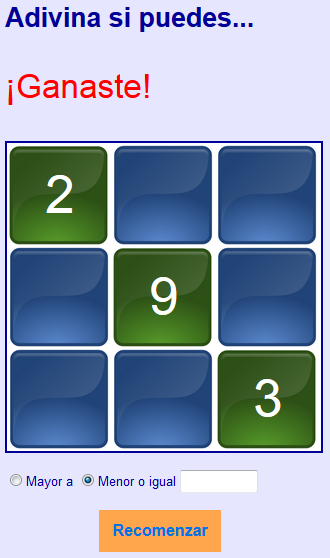 Adivina si puedes...
¡Ganaste!
2
9
3
Mayor a Menor o igual
Recomenzar